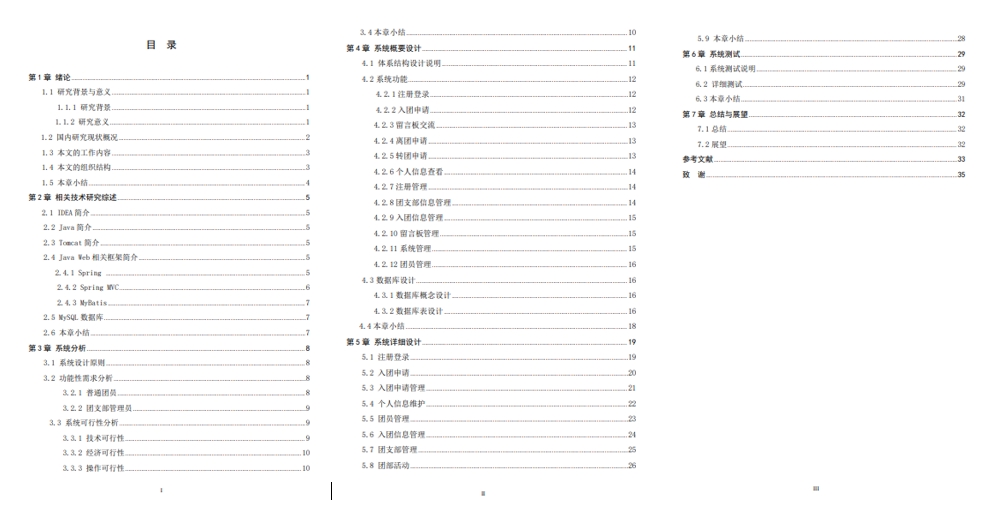 目 录
第 1 章 绪论 1
1.1 研究背景与意义 1
1.1.1 研究背景 1
1.1.2 研究意义 1
1.2 国内研究现状概况 2
1.3 本文的工作内容 3
1.4 本文的组织结构 3
1.5 本章小结 4
第 2 章 相关技术研究综述 5
2.1 IDEA 简介 5
2.2 Java 简介 5
2.3 Tomcat 简介 5
2.4 Java Web 相关框架简介 5
2.4.1 Spring 5
2.4.2 Spring MVC 6
2.4.3 MyBatis 7
2.5 MySQL 数据库 7
2.6 本章小结 7
第 3 章 系统分析 8
3.1 系统设计原则 8
3.2 功能性需求分析 8
3.2.1 普通团员 8
3.2.2 团支部管理员 9
3.3 系统可行性分析 9
3.3.1 技术可行性 9
3.3.2 经济可行性 10
3.3.3 操作可行性 10
I
3.4 本章小结 10
第 4 章 系统概要设计 11
4.1 体系结构设计说明 11
4.2 系统功能 12
4.2.1 注册登录 12
4.2.2 入团申请 12
4.2.3 留言板交流 13
4.2.4 离团申请 13
4.2.5 转团申请 13
4.2.6 个人信息查看 14
4.2.7 注册管理 14
4.2.8 团支部信息管理 14
4.2.9 入团信息管理 15
4.2.10 留言板管理 15
4.2.11 系统管理 15
4.2.12 团员管理 16
4.3 数据库设计 16
4.3.1 数据库概念设计 16
4.3.2 数据库表设计 16
4.4 本章小结 18
第 5 章 系统详细设计 19
5.1 注册登录 19
5.2 入团申请 20
5.3 入团申请管理 21
5.4 个人信息维护 22
5.5 团员管理 23
5.6 入团信息管理 24
5.7 团支部管理 25
5.8 团部活动 26
II
5.9 本章小结 28
第 6 章 系统测试 29
6.1 系统测试说明 29
6.2 详细测试 29
6.3 本章小结 31
第 7 章 总结与展望 32
7.1 总结 32
7.2 展望 32
参考文献 33
致 谢 35
III